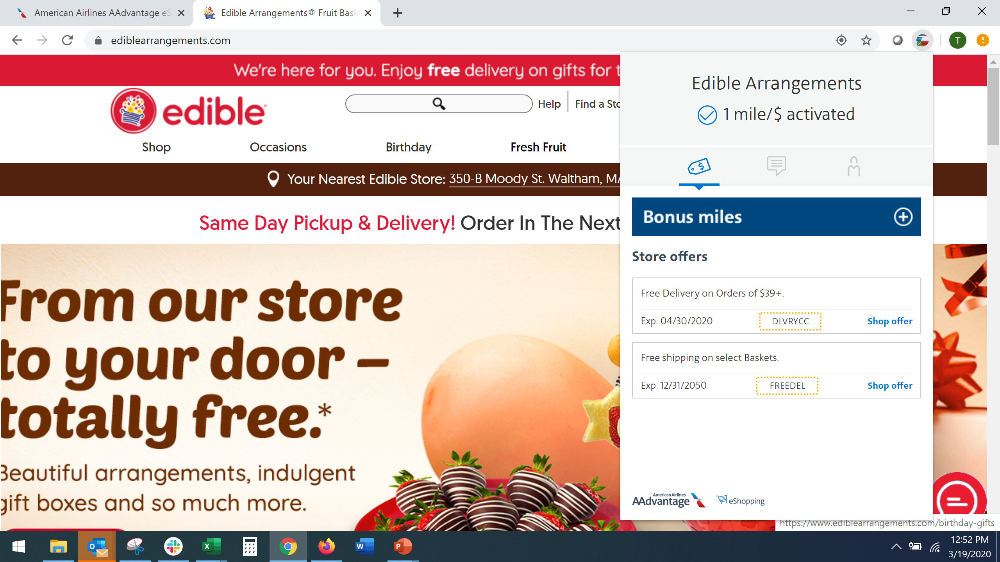 American Airlines AAdvantage eS
Edible Arrangements® Fruit Bask
ediblearrangements.com
T
We're here for you. Enjoy free delivery on gifts for t
edible
Help
Find a Sto
Shop
Occasions
Birthday
Fresh Fruit
Your Nearest Edible Store: 350-B Moody St. Waltham, MA
Same Day Pickup & Delivery! Order In The Next
From our store
to your door –
totally free.*
Beautiful arrangements, indulgent
gift boxes and so much more.
Edible Arrangements
1 mile/$ activated
Bonus miles
Store offers
Free Delivery on Orders of $39+.
Exp. 04/30/2020
DLVRYCC
Shop offer
Free shipping on select Baskets.
Exp. 12/31/2050
FREEDEL
Shop offer
American Airlines
AAdvantage
eShopping
https://www.ediblearrangements.com/birthday-gifts
12:52 PM
3/19/2020